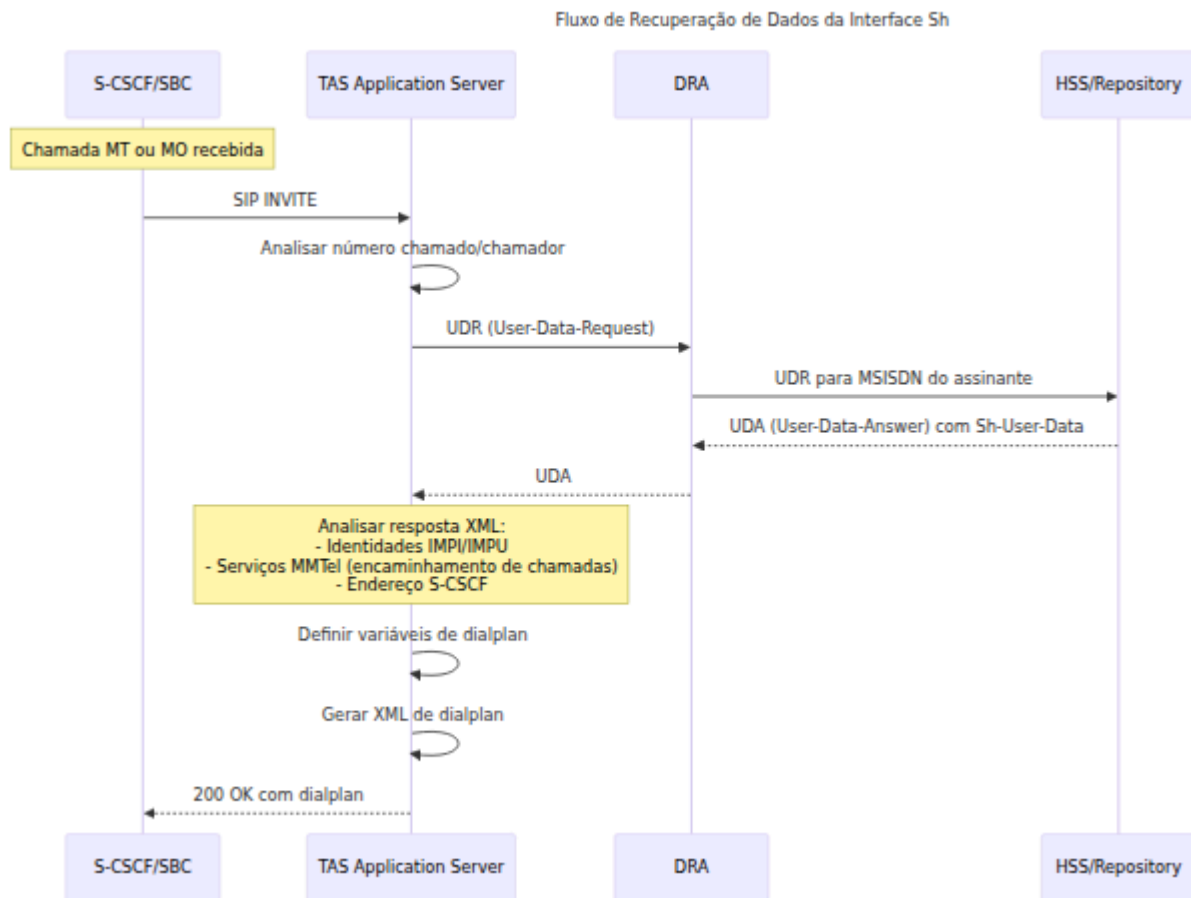 Fluxo de Recuperação de Dados da Interface Sh
S-CSCF/SBC
TAS Application Server
DRA
HSS/Repository
Chamada MT ou MO recebida
SIP INVITE
Analisar número chamado/chamador
UDR (User-Data-Request)
UDR para MSISDN do assinante
UDA (User-Data-Answer) com Sh-User-Data
UDA
Analisar resposta XML:
- Identidades IMPI/IMPU
- Serviços MMTel (encaminhamento de chamadas)
- Endereço S-CSCF
Definir variáveis de dialplan
Gerar XML de dialplan
200 OK com dialplan
S-CSCF/SBC
TAS Application Server
DRA
HSS/Repository